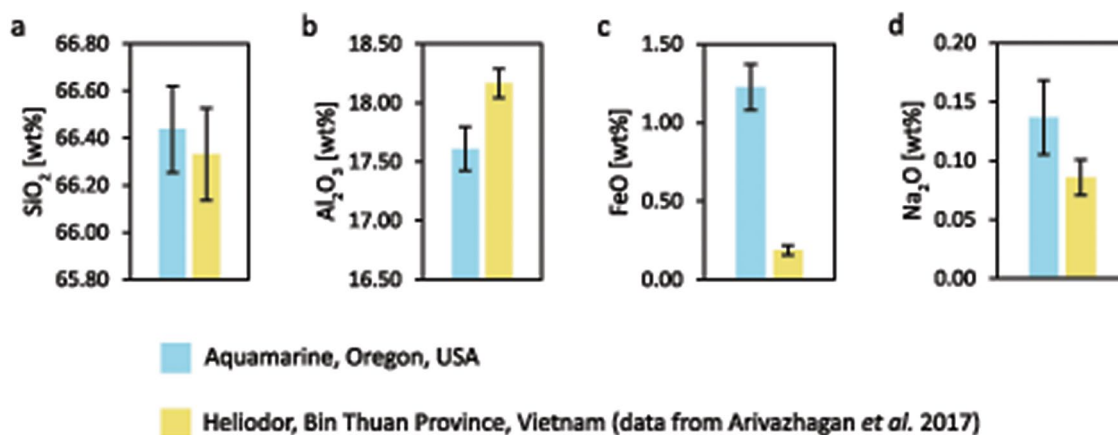 a
SiO2 [wt%]
66.80
66.60
66.40
66.20
66.00
65.80
b
Al2O3 [wt%]
18.50
18.00
17.50
17.00
16.50
c
FeO [wt%]
1.50
1.00
0.50
0.00
d
Na2O [wt%]
0.20
0.15
0.10
0.05
0.00
Aquamarine, Oregon, USA
Heliodor, Bin Thuan Province, Vietnam (data from Arivazhagan et al. 2017)